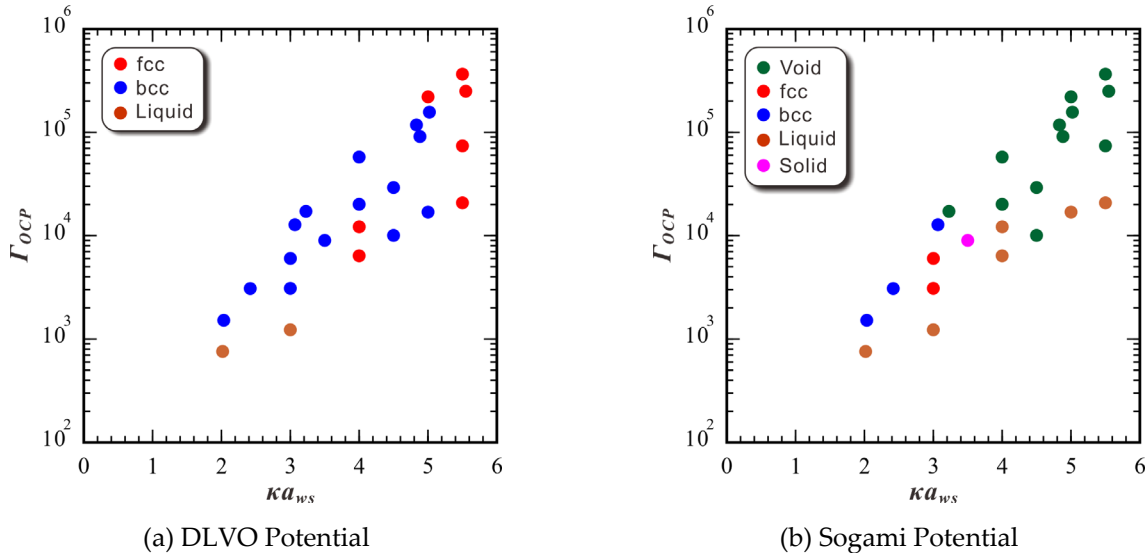 10^6
10^5
10^4
10^3
10^2
Γ_OCP
fcc
bcc
Liquid
0 1 2 3 4 5 6
κa_ws
(a) DLVO Potential
10^6
10^5
10^4
10^3
10^2
Γ_OCP
Void
fcc
bcc
Liquid
Solid
0 1 2 3 4 5 6
κa_ws
(b) Sogami Potential